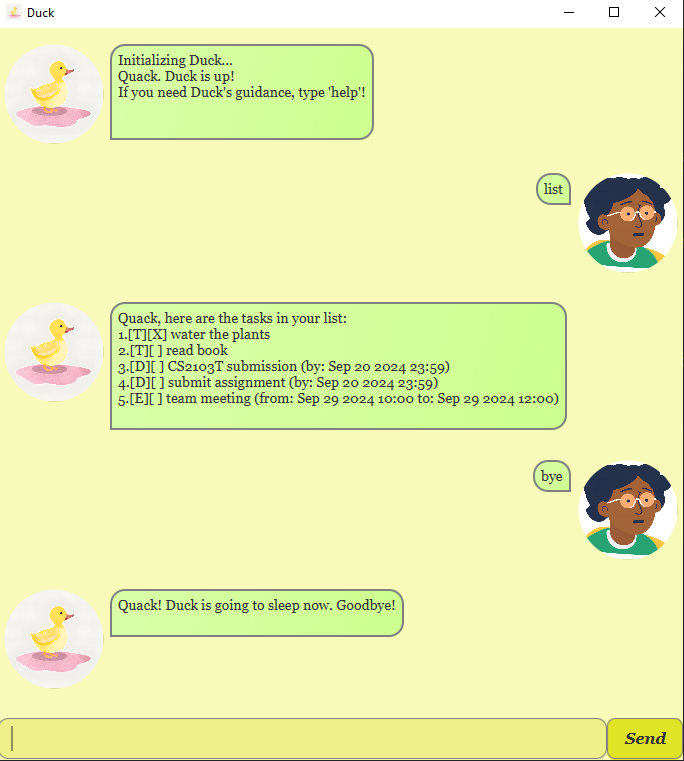 Duck
Initializing Duck...
Quack. Duck is up!
If you need Duck's guidance, type 'help'!
list
Quack, here are the tasks in your list:
1.[T][X] water the plants
2.[T][ ] read book
3.[D][ ] CS2103T submission (by: Sep 20 2024 23:59)
4.[D][ ] submit assignment (by: Sep 20 2024 23:59)
5.[E][ ] team meeting (from: Sep 29 2024 10:00 to: Sep 29 2024 12:00)
bye
Quack! Duck is going to sleep now. Goodbye!
Send